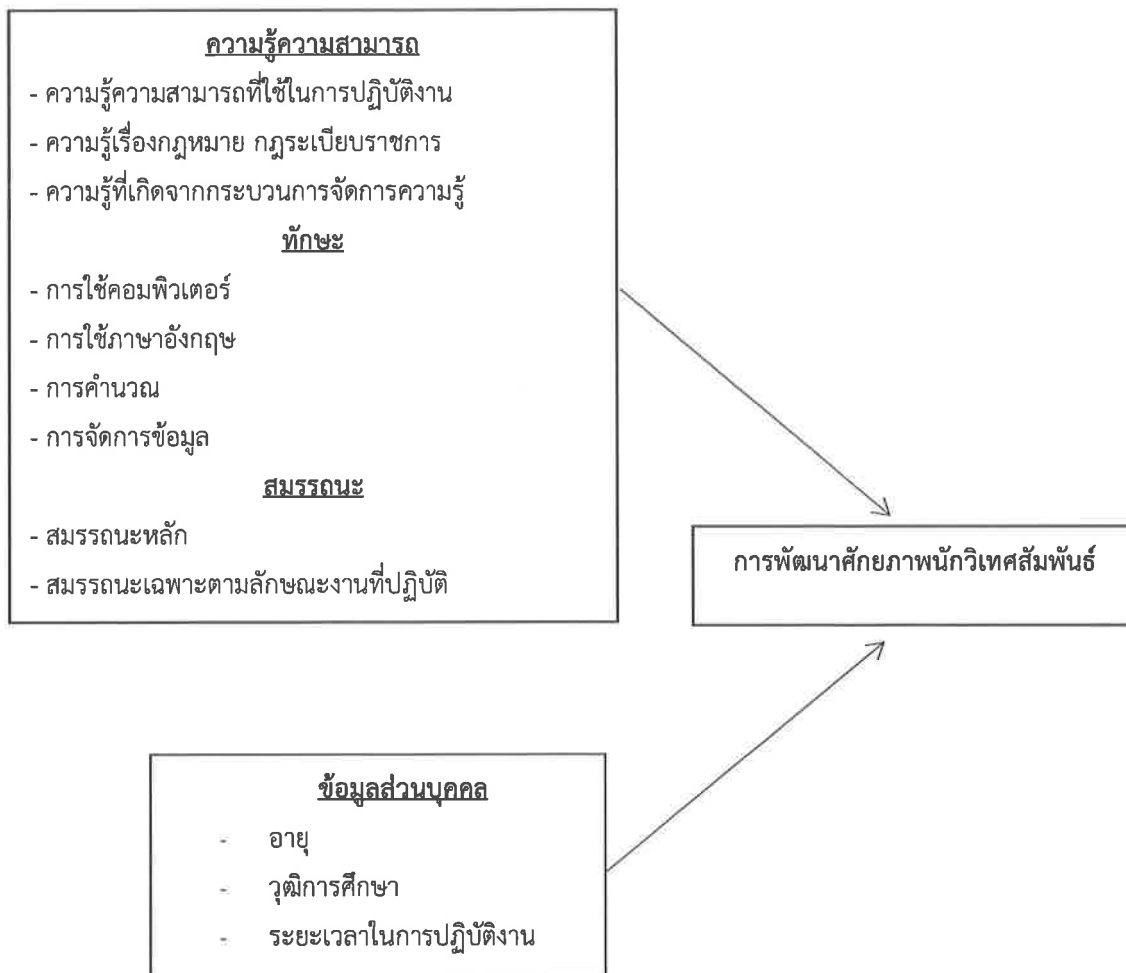 ความรู้ความสามารถ
- ความรู้ความสามารถที่ใช้ในการปฏิบัติงาน
- ความรู้เรื่องกฎหมาย กฎระเบียบราชการ
- ความรู้ที่เกิดจากกระบวนการจัดการความรู้
ทักษะ
- การใช้คอมพิวเตอร์
- การใช้ภาษาอังกฤษ
- การคำนวณ
- การจัดการข้อมูล
สมรรถนะ
- สมรรถนะหลัก
- สมรรถนะเฉพาะตามลักษณะงานที่ปฏิบัติ
การพัฒนาศักยภาพนักวิเทศสัมพันธ์
ข้อมูลส่วนบุคคล
- อายุ
- วุฒิการศึกษา
- ระยะเวลาในการปฏิบัติงาน